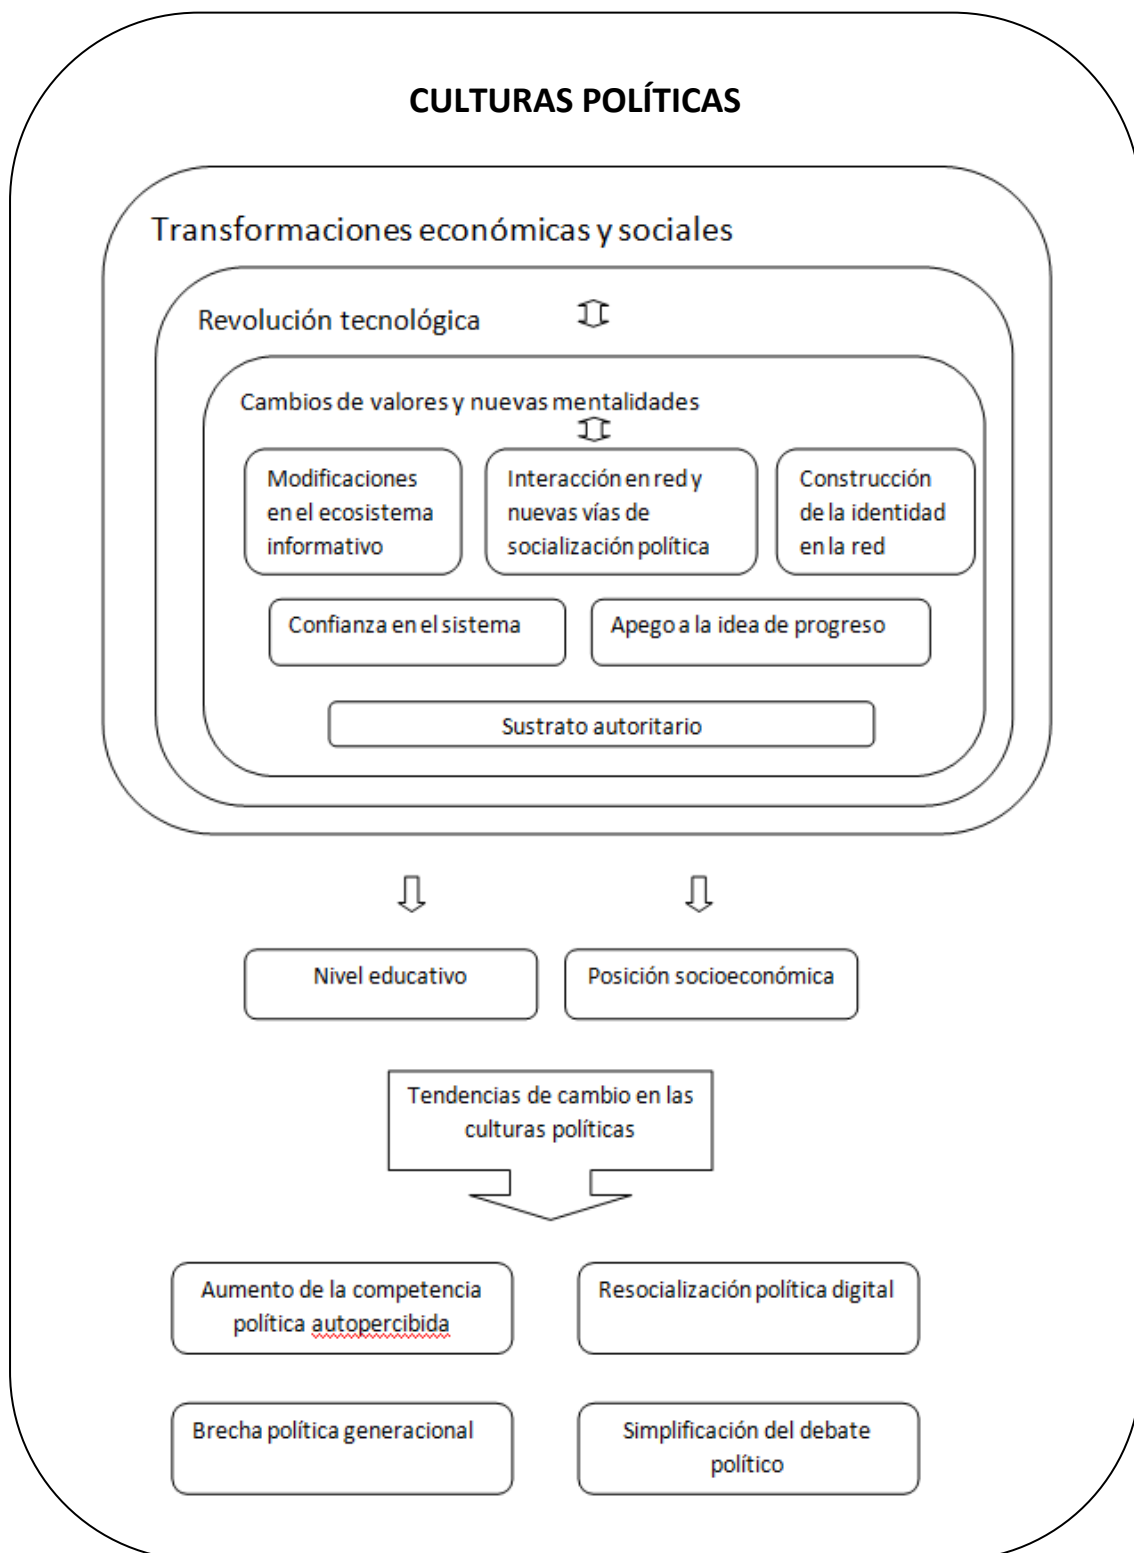 CULTURAS POLÍTICAS
Transformaciones económicas y sociales
Revolución tecnológica
Cambios de valores y nuevas mentalidades
Modificaciones
en el ecosistema
informativo
Interacción en red y
nuevas vías de
socialización política
Construcción
de la identidad
en la red
Confianza en el sistema
Apego a la idea de progreso
Sustrato autoritario
Nivel educativo
Posición socioeconómica
Tendencias de cambio en las
culturas políticas
Aumento de la competencia
política autopercibida
Resocialización política digital
Brecha política generacional
Simplificación del debate
político